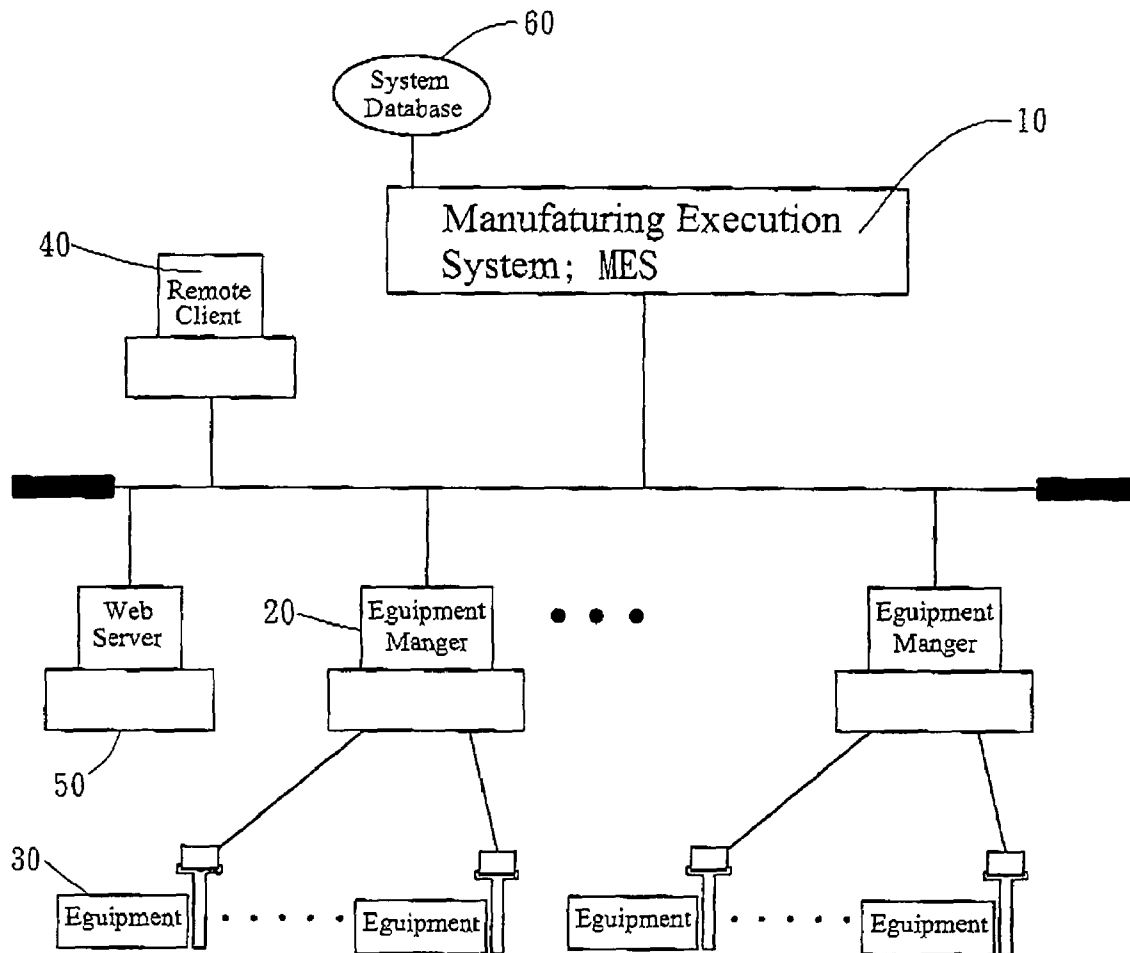 60
System
Database
10
Manufaturing Execution
System; MES
40
Remote
Client
Web
Server
20
Eguipment
Manger
Eguipment
Manger
50
30
Eguipment
Eguipment
Eguipment
Eguipment